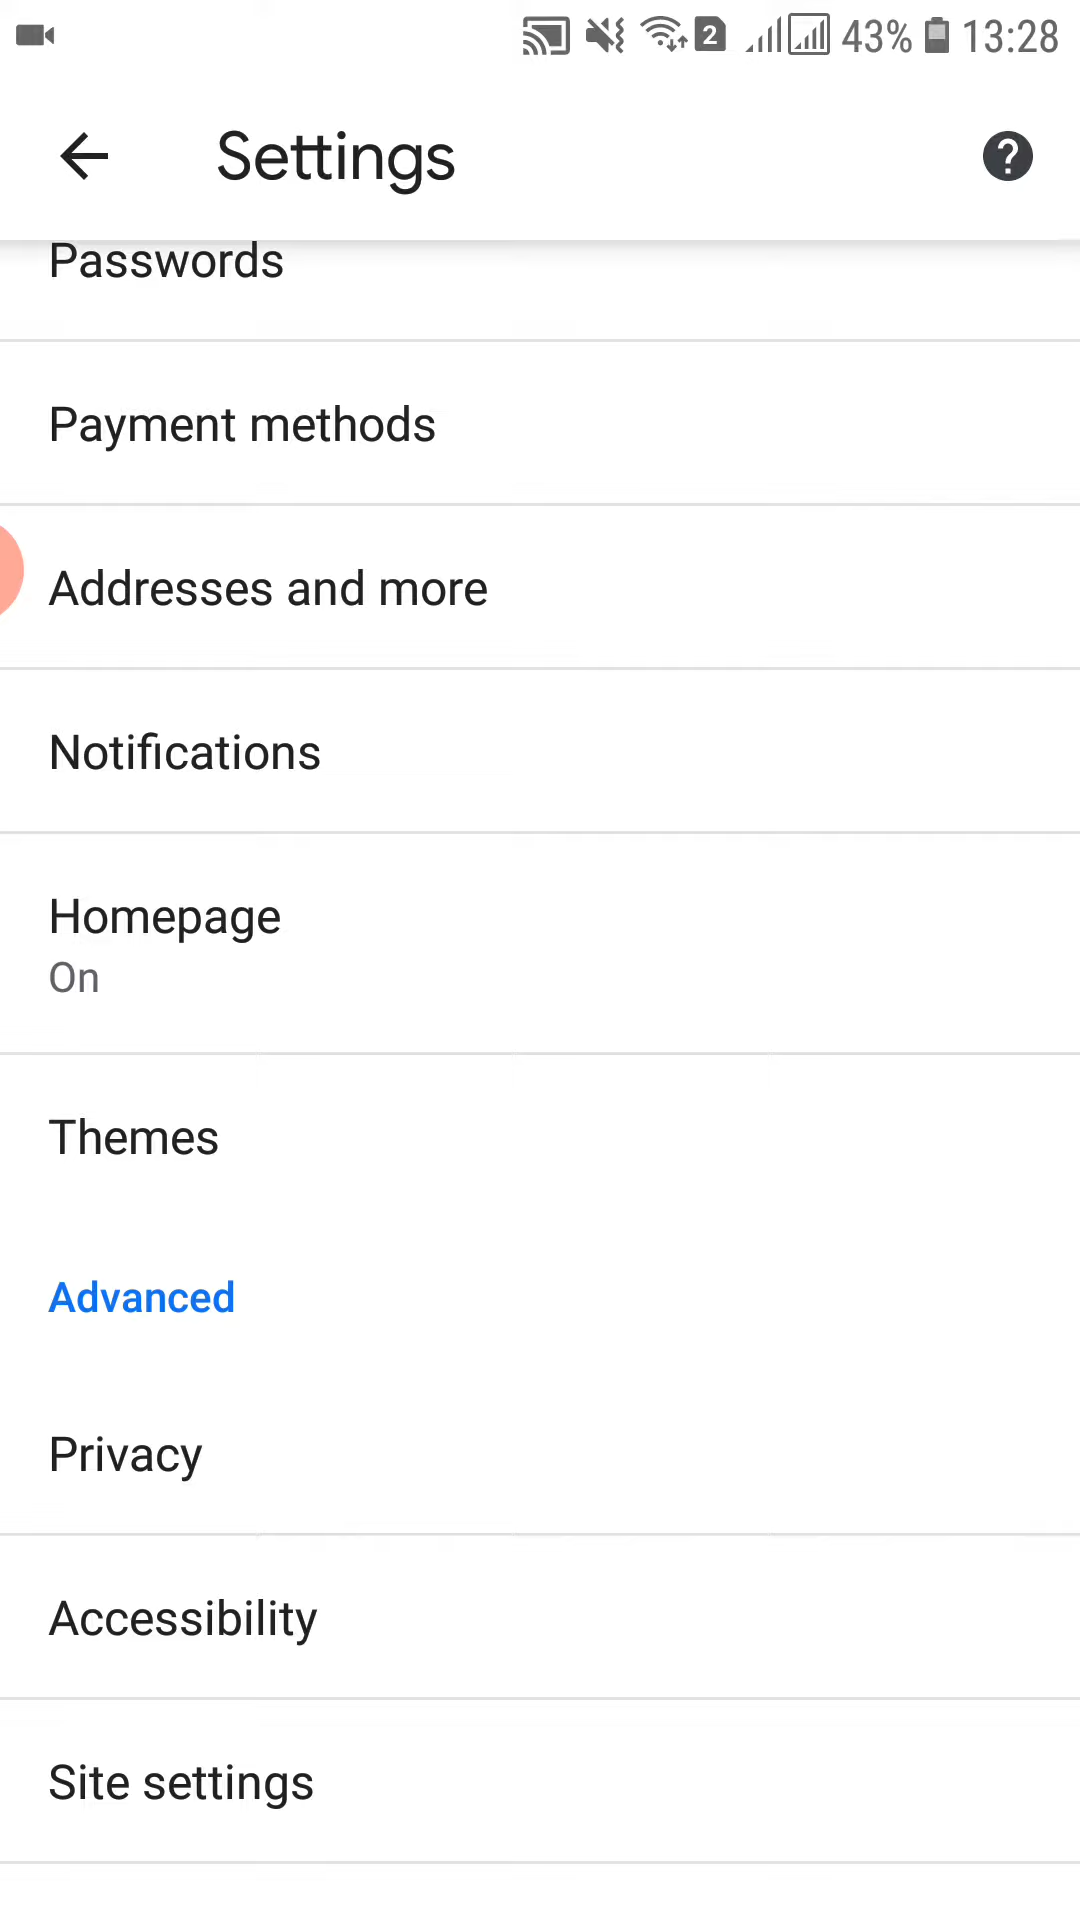 2 43% 13:28
Settings
Passwords
Payment methods
Addresses and more
Notifications
Homepage
On
Themes
Advanced
Privacy
Accessibility
Site settings